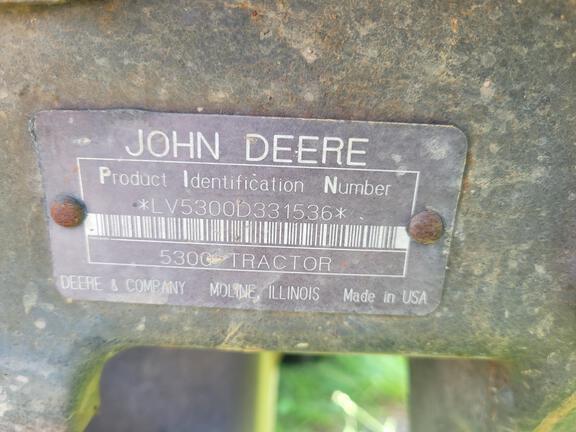 JOHN DEERE
Product Identification Number
*LV5300D331536*
5300 TRACTOR
DEERE & COMPANY MOLINE, ILLINOIS Made in USA